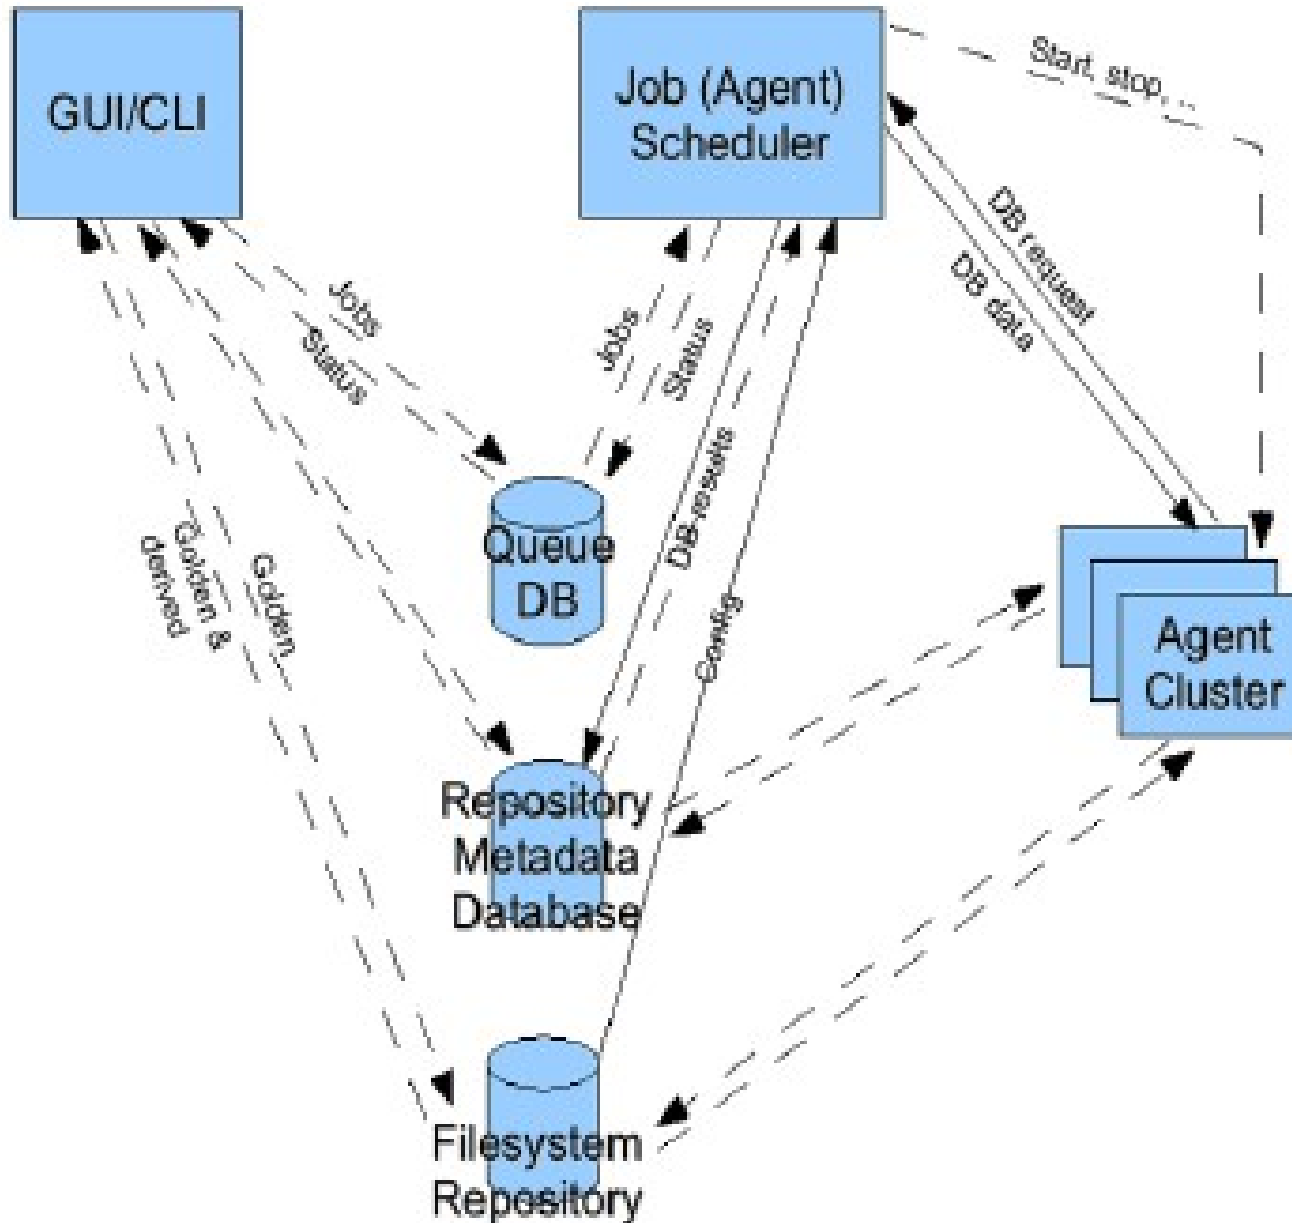 GUI/CLI
Job (Agent)
Scheduler
Start, stop, ..
DB request
DB data
Jobs
Status
Jobs
Status
DB results
Config
Golden &
derived
Golden
Queue
DB
Agent
Cluster
Repository
Metadata
Database
Filesystem
Repository